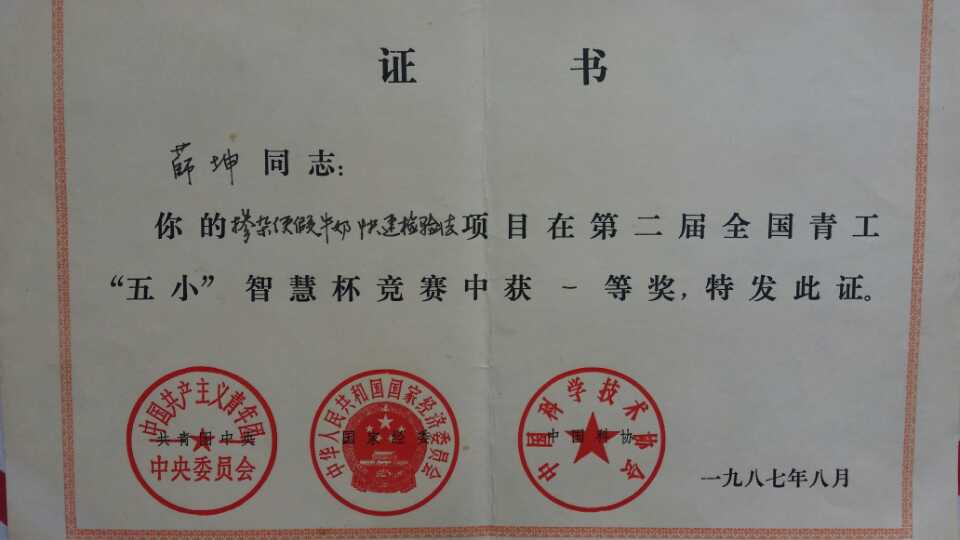 证书
薛坤同志：
你的掺杂使假牛奶快速检验法项目在第二届全国青工
“五小”智慧杯竞赛中获一等奖，特发此证。
中国共产主义青年团
共青团中央
中央委员会
中华人民共和国国家经济委员会
国家经委
中国科学技术协会
中国科协
一九八七年八月